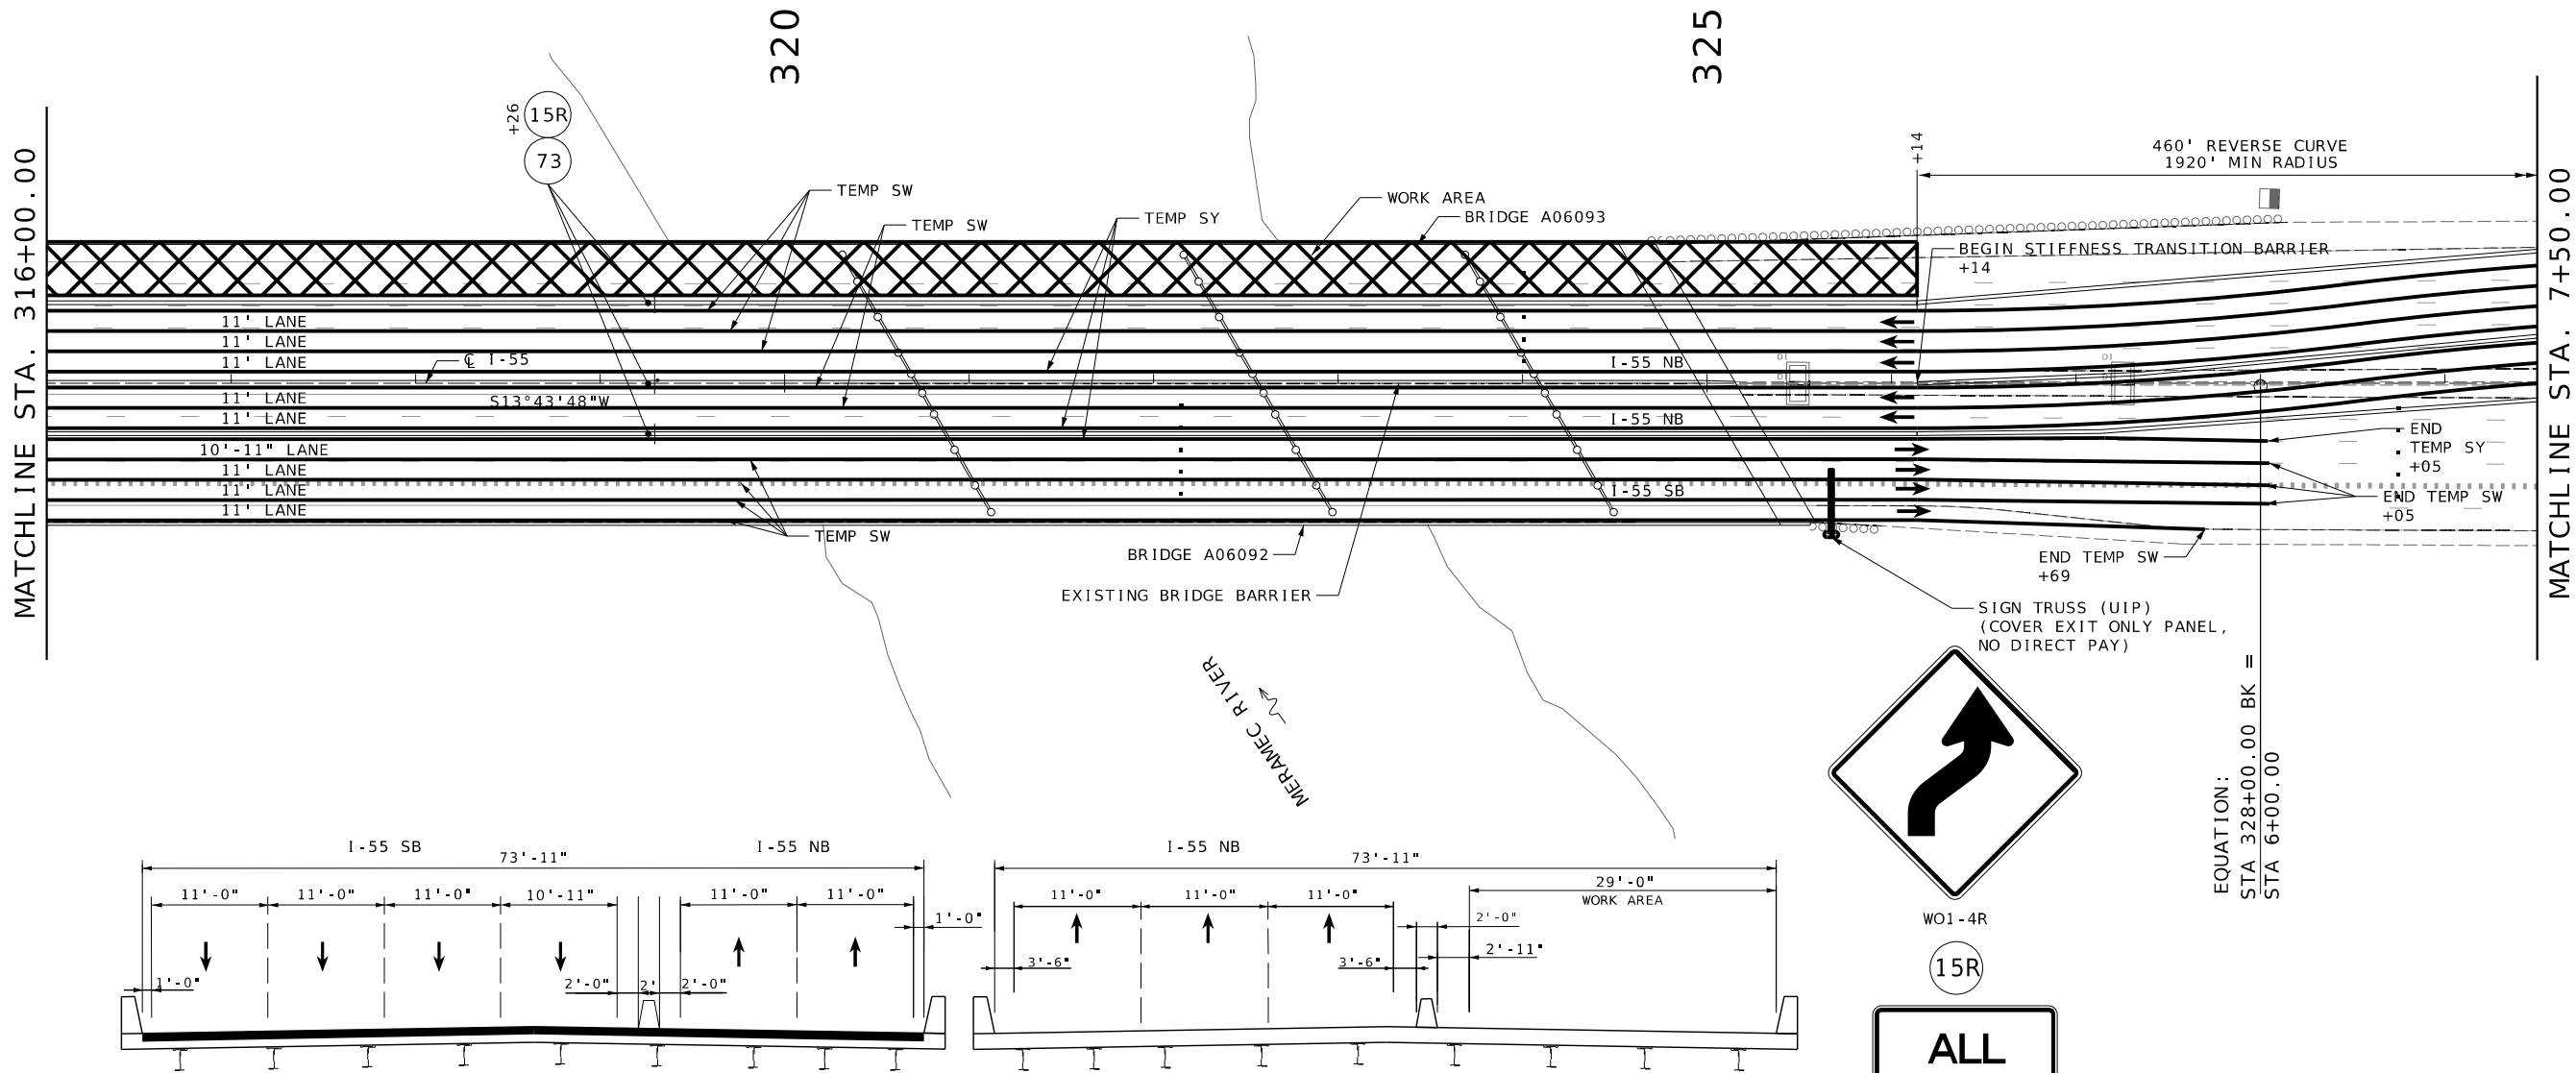 320
325
+26
15R
73
+14
460' REVERSE CURVE
1920' MIN RADIUS
MATCHLINE STA. 316+00.00
MATCHLINE STA. 7+50.00
TEMP SW
TEMP SW
TEMP SY
WORK AREA
BRIDGE A06093
BEGIN STIFFNESS TRANSITION BARRIER
+14
11' LANE
11' LANE
11' LANE
℄ I-55
I-55 NB
11' LANE
S13°43'48"W
11' LANE
I-55 NB
10'-11" LANE
11' LANE
11' LANE
I-55 SB
11' LANE
END
TEMP SY
+05
END TEMP SW
+05
TEMP SW
BRIDGE A06092
EXISTING BRIDGE BARRIER
END TEMP SW
+69
SIGN TRUSS (UIP)
(COVER EXIT ONLY PANEL,
NO DIRECT PAY)
MERAMEC RIVER
EQUATION:
STA 328+00.00 BK =
STA 6+00.00
I-55 SB
I-55 NB
73'-11"
11'-0"
11'-0"
11'-0"
10'-11"
11'-0"
11'-0"
1'-0"
1'-0"
2'-0"
2'
2'-0"
I-55 NB
73'-11"
29'-0"
WORK AREA
11'-0"
11'-0"
11'-0"
2'-0"
2'-11"
3'-6"
3'-6"
WO1-4R
15R
ALL